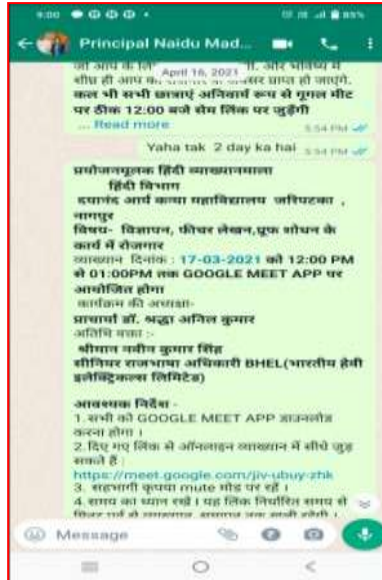 9:00
85%
Principal Naidu Mad...
April 16, 2021
शीघ्र ही आप को अवसर प्राप्त हो जाएंगे.
कल भी सभी छात्राएं अनिवार्य रूप से गूगल मीट
पर ठीक 12:00 बजे सेम लिंक पर जुड़ेंगी
... Read more
5:54 PM
Yaha tak 2 day ka hai
5:54 PM
प्रयोजनमूलक हिंदी व्याख्यानमाला
हिंदी विभाग
दयानंद आर्य कन्या महाविद्यालय जरिपटका ,
नागपुर
विषय- विज्ञापन, फीचर लेखन,प्रूफ शोधन के
कार्य में रोजगार
व्याख्यान दिनांक : 17-03-2021 को 12:00 PM
से 01:00PM तक GOOGLE MEET APP पर
आयोजित होगा
कार्यक्रम की अध्यक्षा-
प्राचार्या डॉ. श्रद्धा अनिल कुमार
अतिथि वक्ता :-
श्रीमान नवीन कुमार सिंह
सीनियर राजभाषा अधिकारी BHEL(भारतीय हेवी
इलेक्ट्रिकल्स लिमिटेड)
आवश्यक निर्देश -
1.सभी को GOOGLE MEET APP डाउनलोड
करना होगा ।
2.दिए गए लिंक से ऑनलाइन व्याख्यान में सीधे जुड़
सकते हैं :
https://meet.google.com/jiv-ubuy-zhk
3. सहभागी कृपया mute मोड पर रहें ।
4. समय का ध्यान रखें । यह लिंक निर्धारित समय से
Message